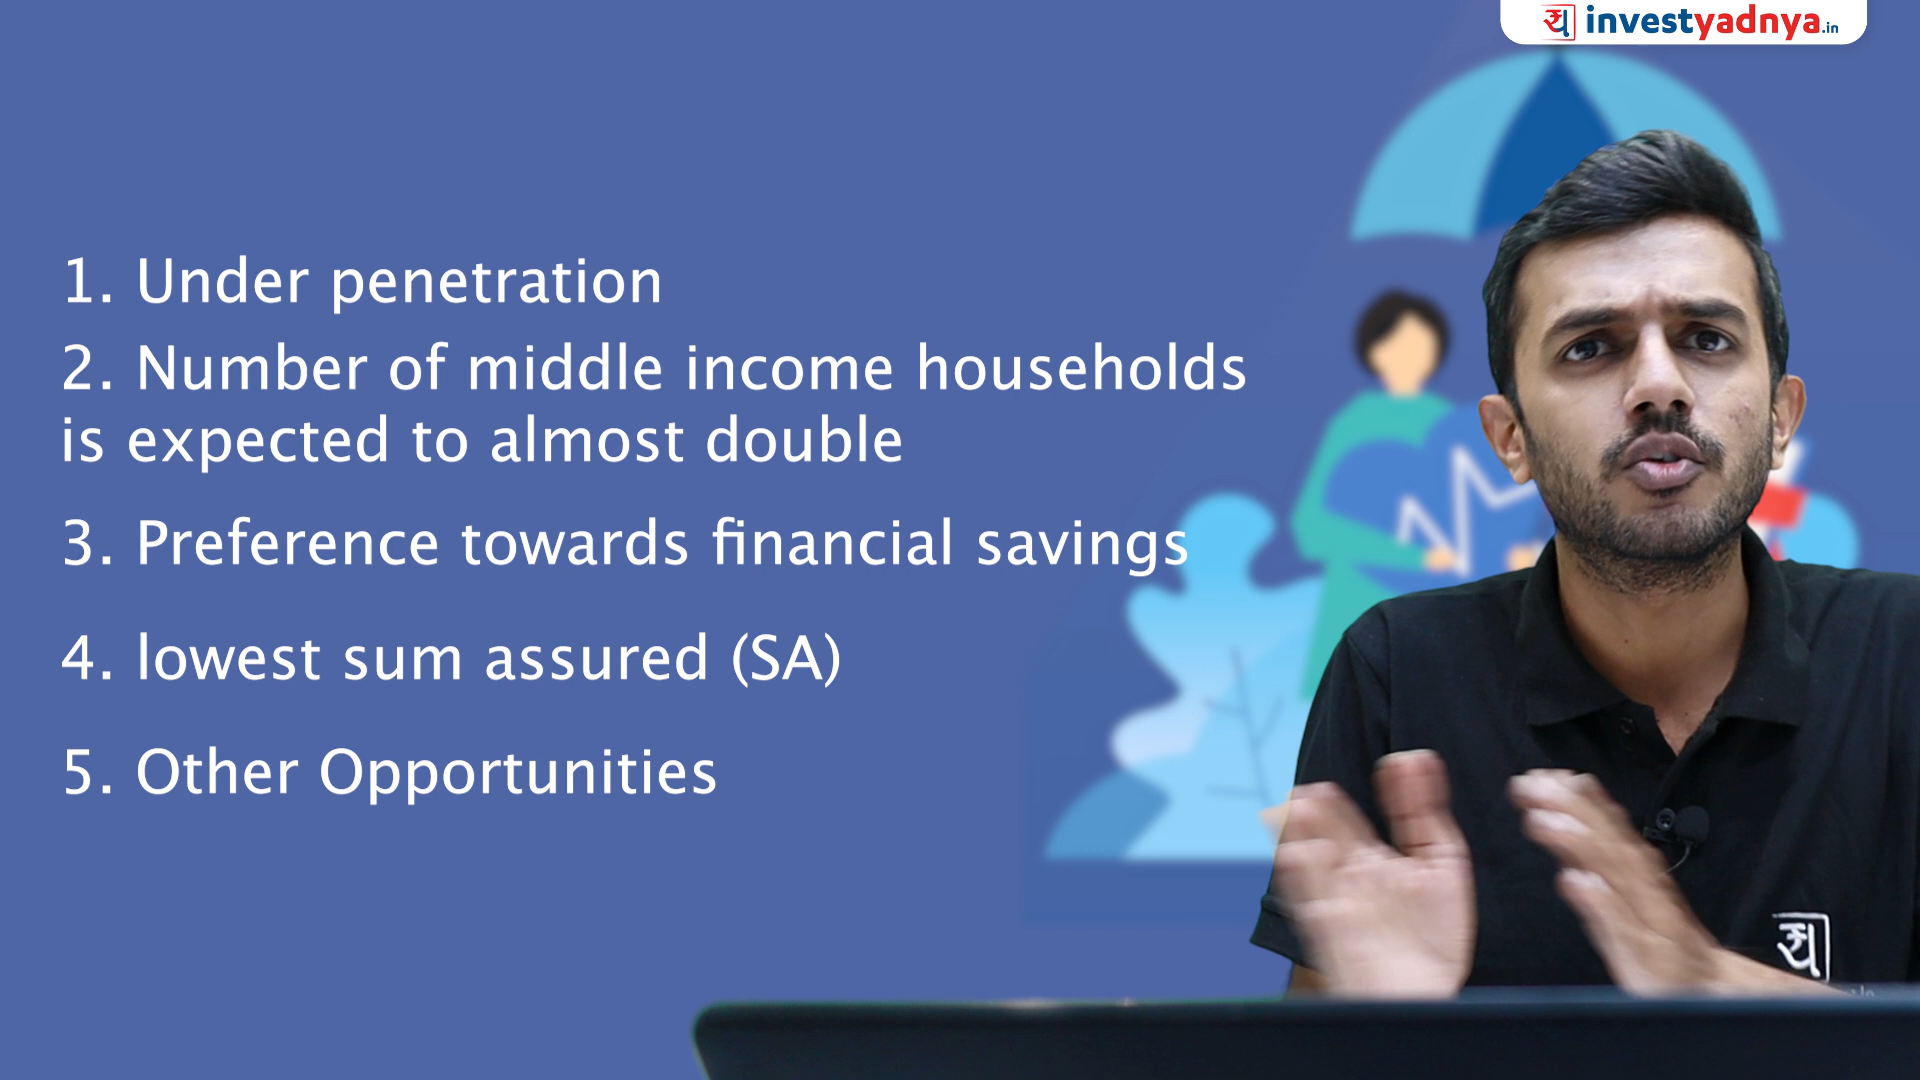 investyadnya.in
1. Under penetration
2. Number of middle income households
is expected to almost double
3. Preference towards financial savings
4. lowest sum assured (SA)
5. Other Opportunities